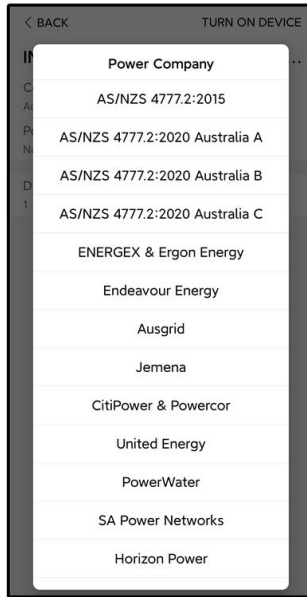 < BACK TURN ON DEVICE
Power Company
AS/NZS 4777.2:2015
AS/NZS 4777.2:2020 Australia A
AS/NZS 4777.2:2020 Australia B
AS/NZS 4777.2:2020 Australia C
ENERGEX & Ergon Energy
Endeavour Energy
Ausgrid
Jemena
CitiPower & Powercor
United Energy
PowerWater
SA Power Networks
Horizon Power